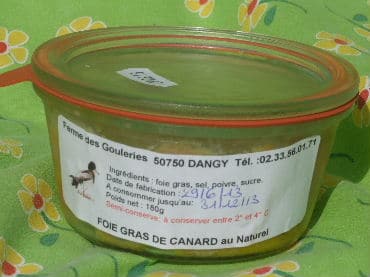 Ferme des Gouleries 50750 DANGY Tél. :02.33.56.01.71
Ingrédients : foie gras, sel, poivre, sucre.
Date de fabrication : 29/6/13
A consommer jusqu'au: 31/12/13
Poids net : 180g
Semi-conserve, à conserver entre 2° et 4° C
FOIE GRAS DE CANARD au Naturel